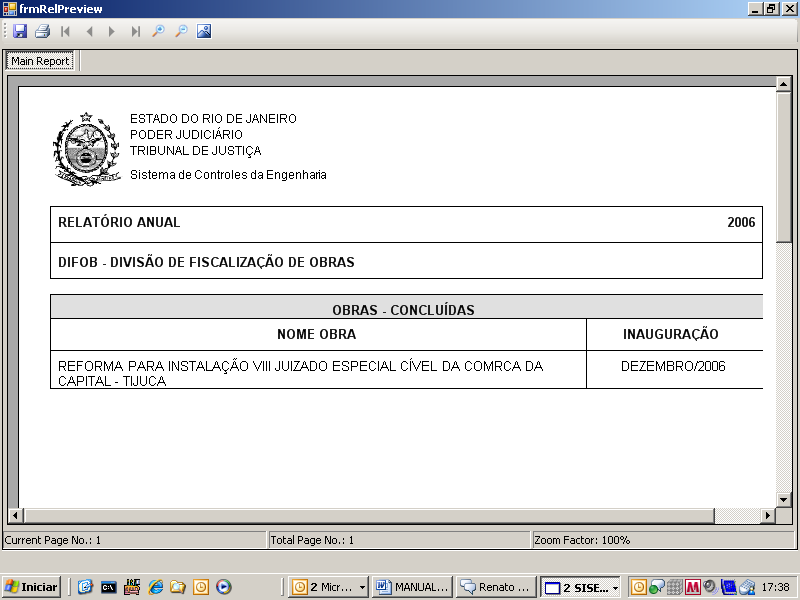 frmRelPreview
Main Report
ESTADO DO RIO DE JANEIRO
PODER JUDICIÁRIO
TRIBUNAL DE JUSTIÇA
Sistema de Controles da Engenharia
RELATÓRIO ANUAL 2006
DIFOB - DIVISÃO DE FISCALIZAÇÃO DE OBRAS
OBRAS - CONCLUÍDAS
NOME OBRA INAUGURAÇÃO
REFORMA PARA INSTALAÇÃO VIII JUIZADO ESPECIAL CÍVEL DA COMRCA DA DEZEMBRO/2006
CAPITAL - TIJUCA
Current Page No.: 1 Total Page No.: 1 Zoom Factor: 100%
Iniciar 2 Micr... MANUAL... Renato ... 2 SISE... 17:38